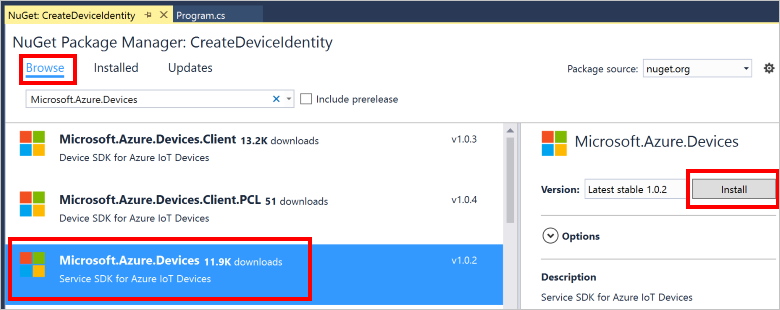 NuGet: CreateDeviceIdentity Program.cs
NuGet Package Manager: CreateDeviceIdentity
Browse Installed Updates
Package source: nuget.org
Microsoft.Azure.Devices Include prerelease
Microsoft.Azure.Devices.Client 13.2K downloads v1.0.3
Device SDK for Azure IoT Devices
Microsoft.Azure.Devices.Client.PCL 51 downloads v1.0.4
Device SDK for Azure IoT Devices
Microsoft.Azure.Devices 11.9K downloads v1.0.2
Service SDK for Azure IoT Devices
Microsoft.Azure.Devices
Version: Latest stable 1.0.2 Install
Options
Description
Service SDK for Azure IoT Devices